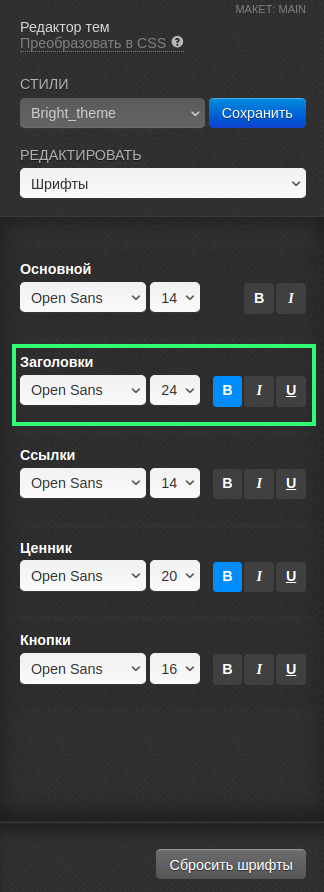 МАКЕТ: MAIN
Редактор тем
Преобразовать в CSS ?
СТИЛИ
Bright_theme Сохранить
РЕДАКТИРОВАТЬ
Шрифты
Основной
Open Sans 14 B I
Заголовки
Open Sans 24 B I U
Ссылки
Open Sans 14 B I U
Ценник
Open Sans 20 B I U
Кнопки
Open Sans 16 B I U
Сбросить шрифты